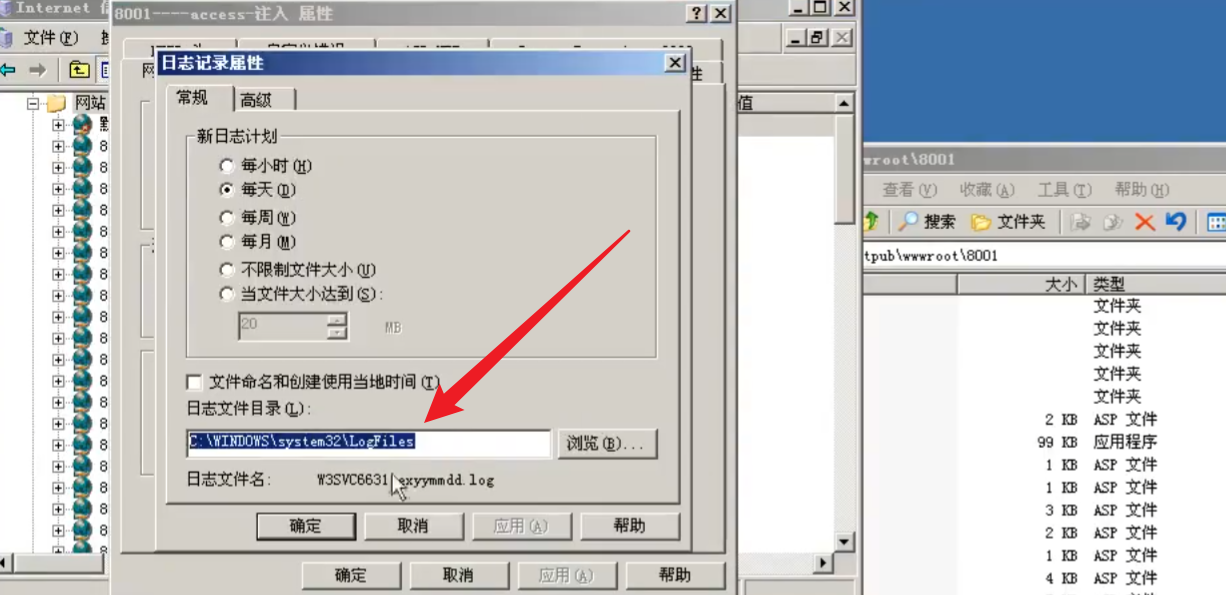 Internet
8001----access-注入 属性
文件(F)
网站
日志记录属性
常规
高级
新日志计划
每小时(H)
每天(D)
每周(W)
每月(M)
不限制文件大小(U)
当文件大小达到(S):
20
MB
文件命名和创建使用当地时间(T)
日志文件目录(L):
C:\WINDOWS\system32\LogFiles
浏览(B)...
日志文件名:
W3SVC6631
exyymmdd.log
确定
取消
应用(A)
帮助
确定
取消
应用(A)
帮助
值
wroot\8001
查看(V)
收藏(A)
工具(T)
帮助(H)
搜索
文件夹
tpub\wwwroot\8001
大小
类型
文件夹
文件夹
文件夹
文件夹
文件夹
2 KB ASP 文件
99 KB 应用程序
1 KB ASP 文件
1 KB ASP 文件
3 KB ASP 文件
2 KB ASP 文件
1 KB ASP 文件
4 KB ASP 文件